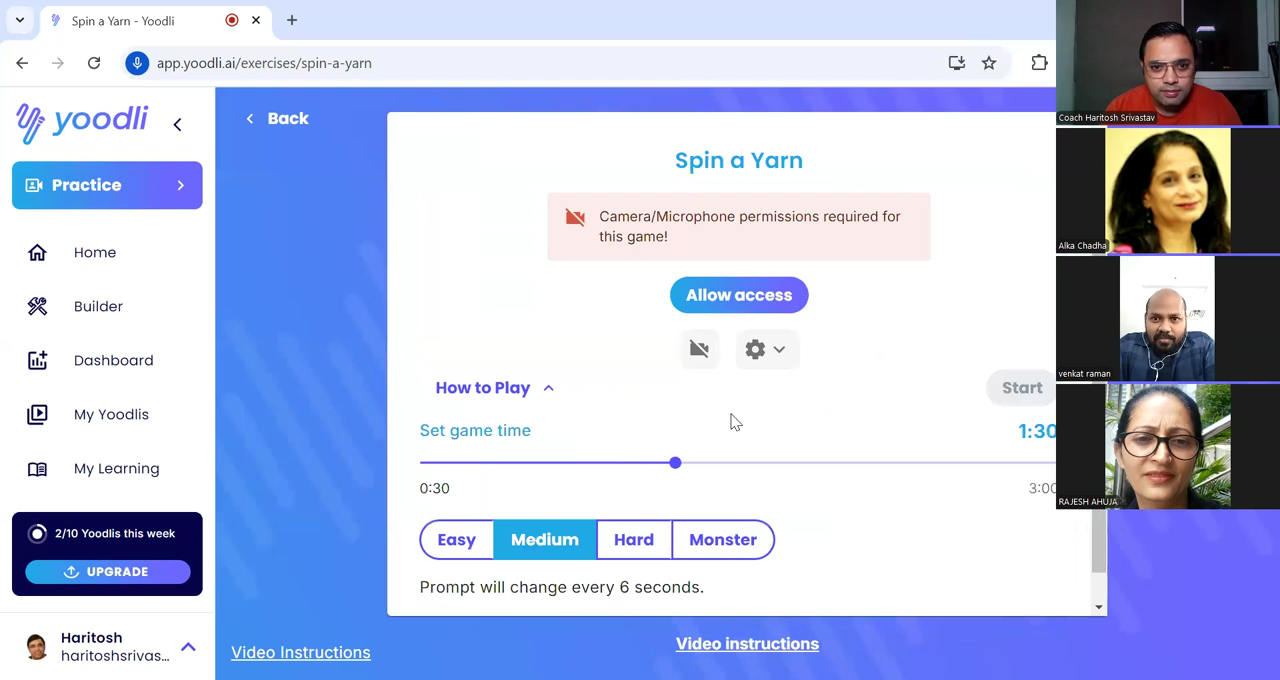 Spin a Yarn - Yoodli
app.yoodli.ai/exercises/spin-a-yarn
yoodli
Practice
Home
Builder
Dashboard
My Yoodlis
My Learning
2/10 Yoodlis this week
UPGRADE
Haritosh
haritoshsrivas...
Back
Spin a Yarn
Camera/Microphone permissions required for
this game!
Allow access
How to Play
Start
Set game time
1:30
0:30
3:00
Easy
Medium
Hard
Monster
Prompt will change every 6 seconds.
Video Instructions
Video instructions
Coach Haritosh Srivastav
Alka Chadha
venkat raman
RAJESH AHUJA